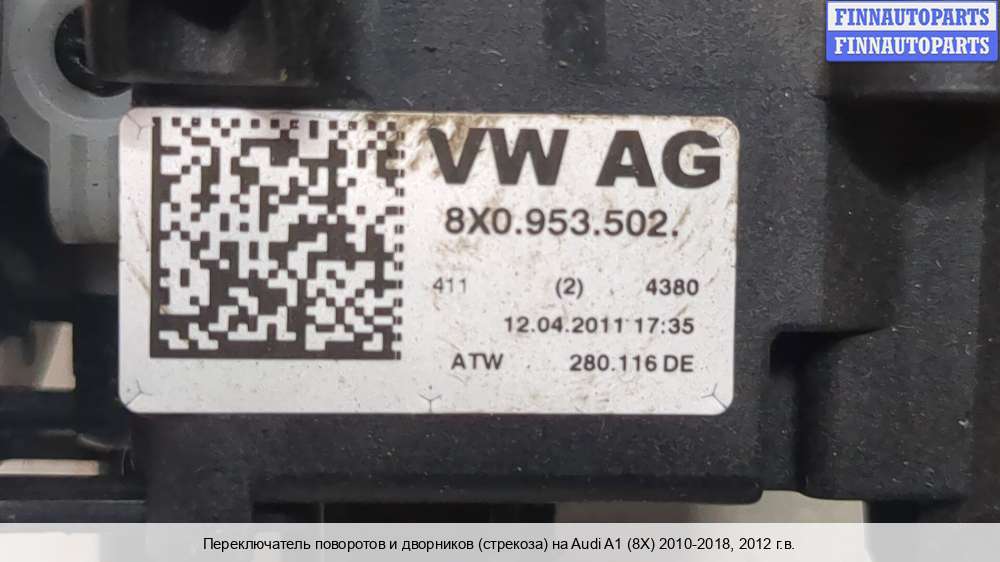 FINNAUTOPARTS
FINNAUTOPARTS
VW AG
8X0.953.502.
411 (2) 4380
12.04.2011 17:35
ATW 280.116 DE
Переключатель поворотов и дворников (стрекоза) на Audi A1 (8X) 2010-2018, 2012 г.в.